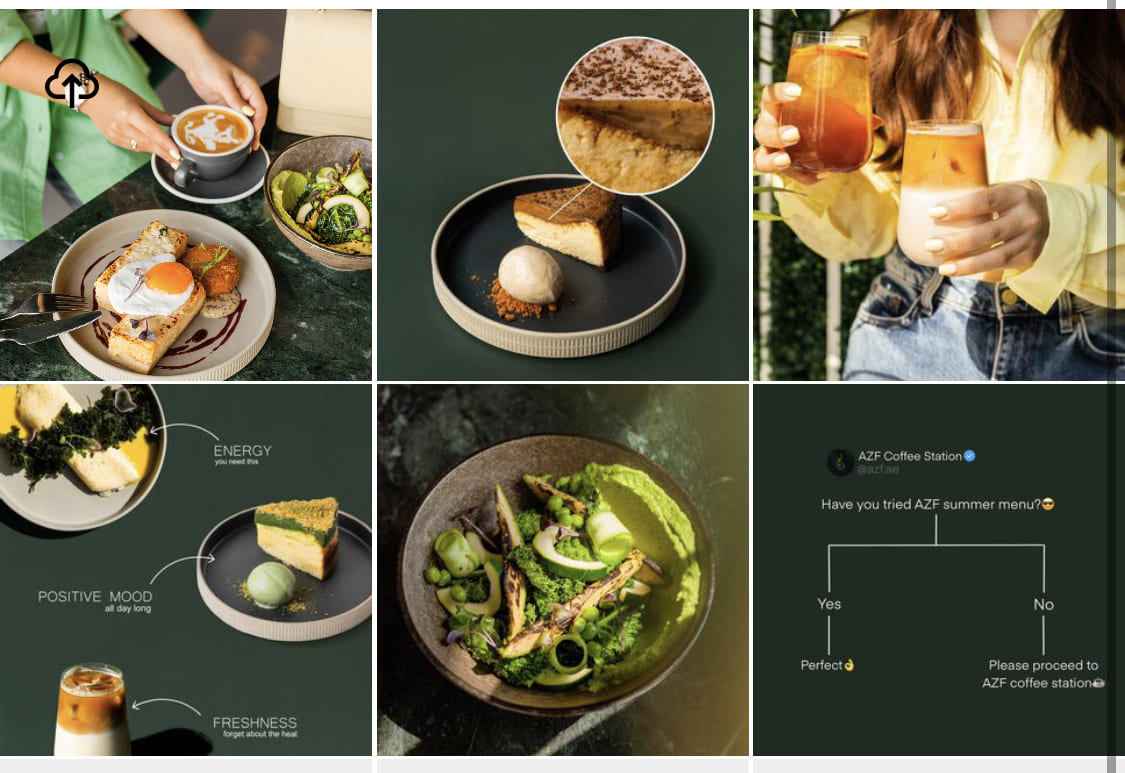 ENERGY
you need this
POSITIVE MOOD
all day long
FRESHNESS
forget about the heat
AZF Coffee Station
@azf.ae
Have you tried AZF summer menu?😎
Yes
No
Perfect👌
Please proceed to
AZF coffee station☕